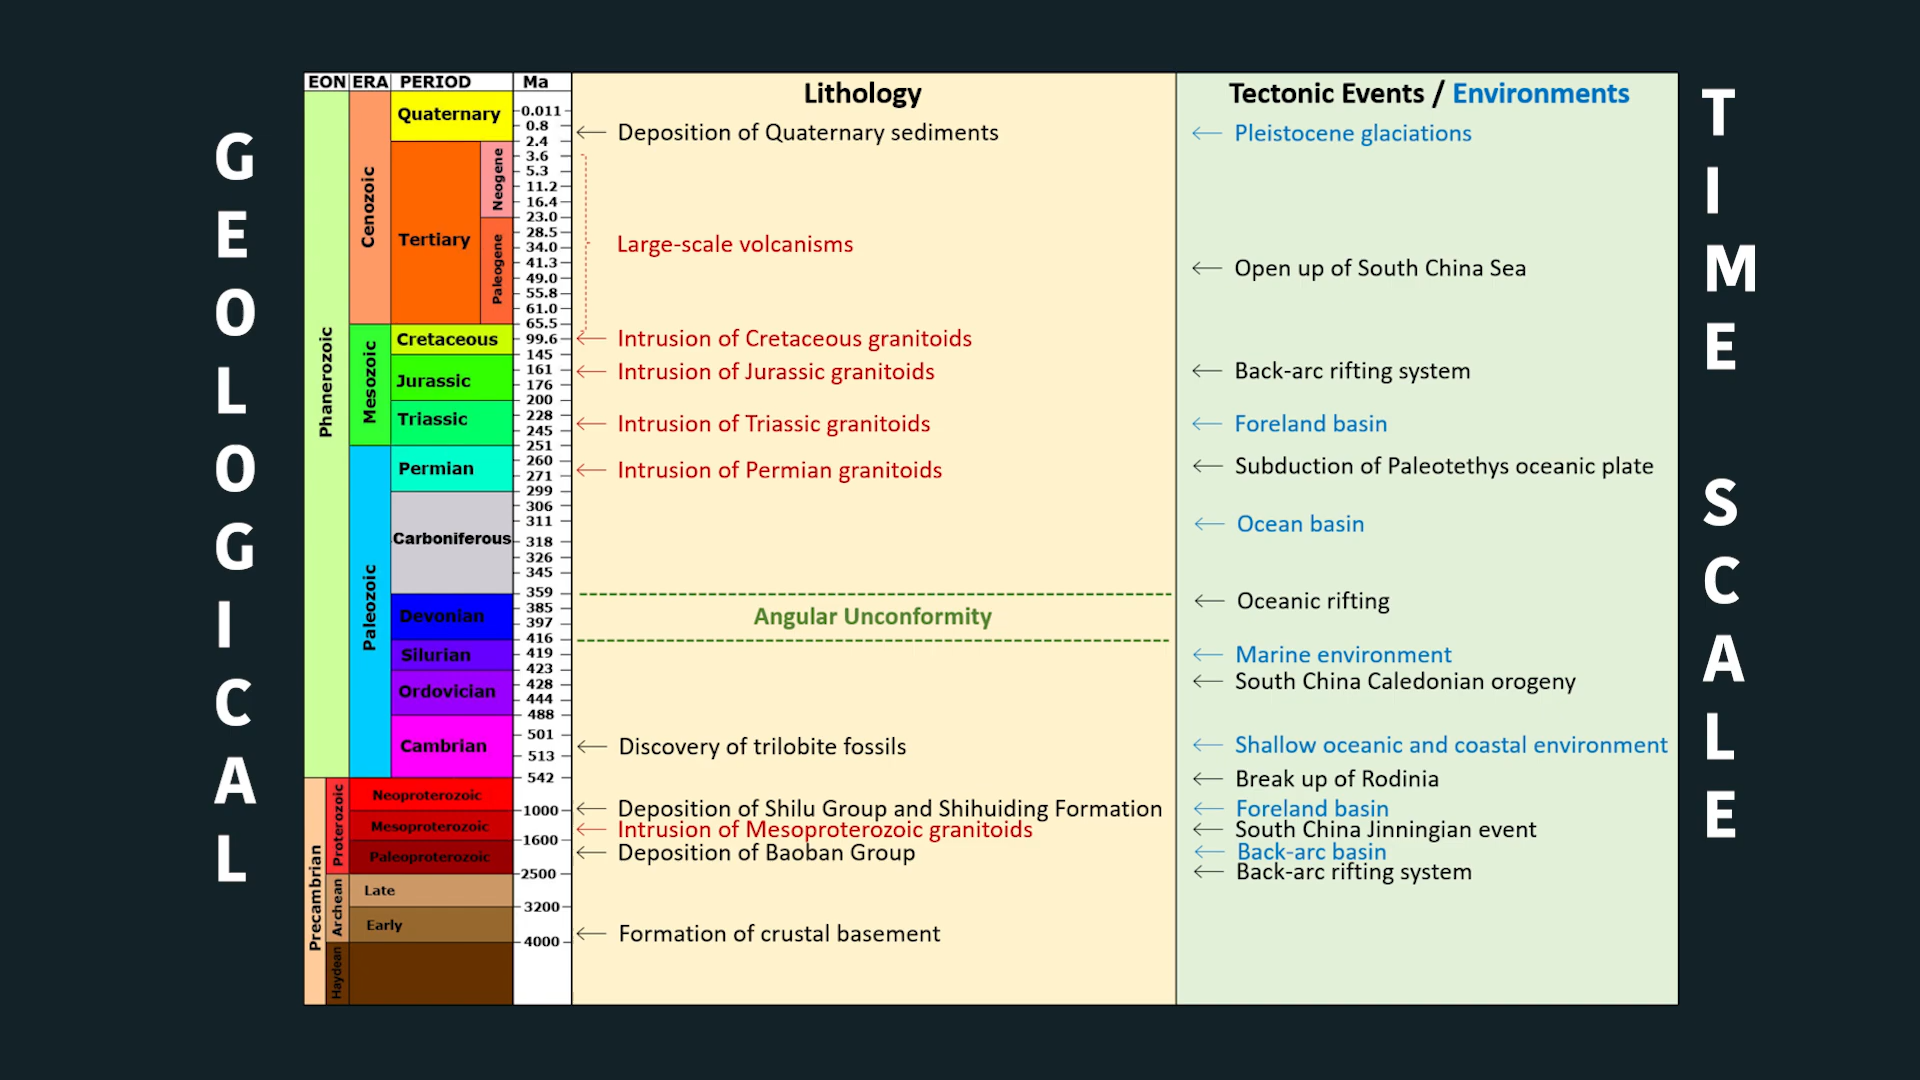 GEOLOGICAL
TIME SCALE
EON ERA PERIOD Ma
Lithology
Tectonic Events / Environments
Phanerozoic
Precambrian
Proterozoic
Archean
Haydean
Cenozoic
Mesozoic
Paleozoic
Quaternary
Tertiary
Neogene
Paleogene
Cretaceous
Jurassic
Triassic
Permian
Carboniferous
Devonian
Silurian
Ordovician
Cambrian
Neoproterozoic
Mesoproterozoic
Paleoproterozoic
Late
Early
0.011
0.8
2.4
3.6
5.3
11.2
16.4
23.0
28.5
34.0
41.3
49.0
55.8
61.0
65.5
99.6
145
161
176
200
228
245
251
260
271
299
306
311
318
326
345
359
385
397
416
419
423
428
444
488
501
513
542
1000
1600
2500
3200
4000
Deposition of Quaternary sediments
Large-scale volcanisms
Intrusion of Cretaceous granitoids
Intrusion of Jurassic granitoids
Intrusion of Triassic granitoids
Intrusion of Permian granitoids
Angular Unconformity
Discovery of trilobite fossils
Deposition of Shilu Group and Shihuiding Formation
Intrusion of Mesoproterozoic granitoids
Deposition of Baoban Group
Formation of crustal basement
Pleistocene glaciations
Open up of South China Sea
Back-arc rifting system
Foreland basin
Subduction of Paleotethys oceanic plate
Ocean basin
Oceanic rifting
Marine environment
South China Caledonian orogeny
Shallow oceanic and coastal environment
Break up of Rodinia
Foreland basin
South China Jinningian event
Back-arc basin
Back-arc rifting system